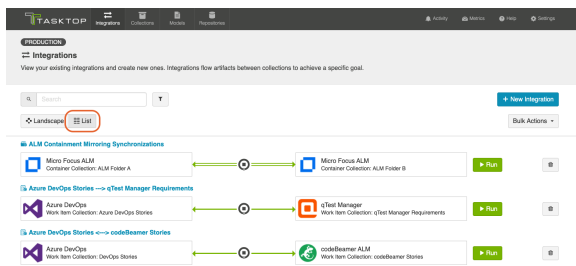 TASKTOP
Integrations
Collections
Models
Repositories
Activity
Metrics
Help
Settings
PRODUCTION
Integrations
View your existing integrations and create new ones. Integrations flow artifacts between collections to achieve a specific goal.
Search
+ New Integration
Landscape
List
Bulk Actions
ALM Containment Mirroring Synchronizations
Micro Focus ALM
Container Collection: ALM Folder A
Micro Focus ALM
Container Collection: ALM Folder B
Run
Azure DevOps Stories ---> qTest Manager Requirements
Azure DevOps
Work Item Collection: Azure DevOps Stories
qTest Manager
Work Item Collection: qTest Manager Requirements
Run
Azure DevOps Stories <---> codeBeamer Stories
Azure DevOps
Work Item Collection: DevOps Stories
codeBeamer ALM
Work Item Collection: codeBeamer Stories
Run